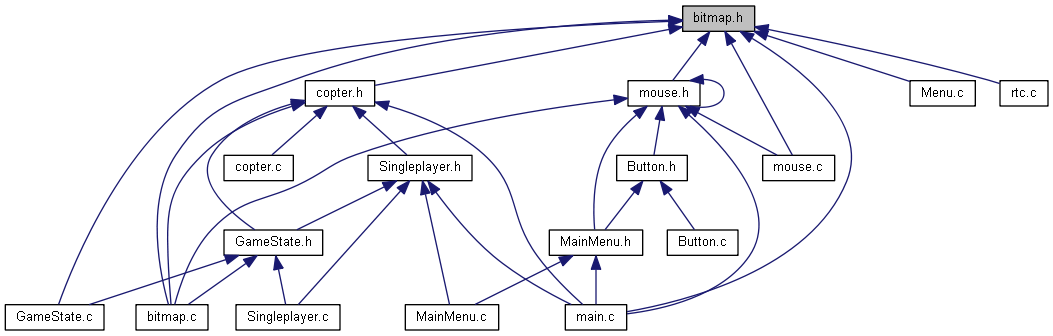 bitmap.h
copter.h
mouse.h
Menu.c
rtc.c
copter.c
Singleplayer.h
Button.h
mouse.c
GameState.h
MainMenu.h
Button.c
GameState.c
bitmap.c
Singleplayer.c
MainMenu.c
main.c